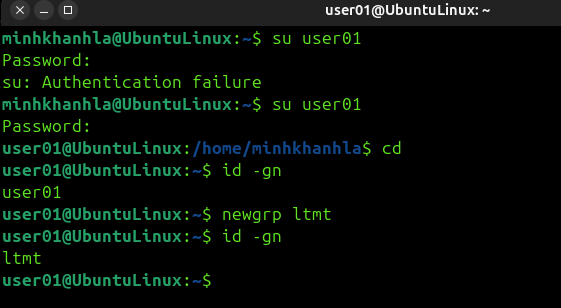 user01@UbuntuLinux: ~
minhkhanhla@UbuntuLinux:~$ su user01
Password:
su: Authentication failure
minhkhanhla@UbuntuLinux:~$ su user01
Password:
user01@UbuntuLinux:/home/minhkhanhla$ cd
user01@UbuntuLinux:~$ id -gn
user01
user01@UbuntuLinux:~$ newgrp ltmt
user01@UbuntuLinux:~$ id -gn
ltmt
user01@UbuntuLinux:~$